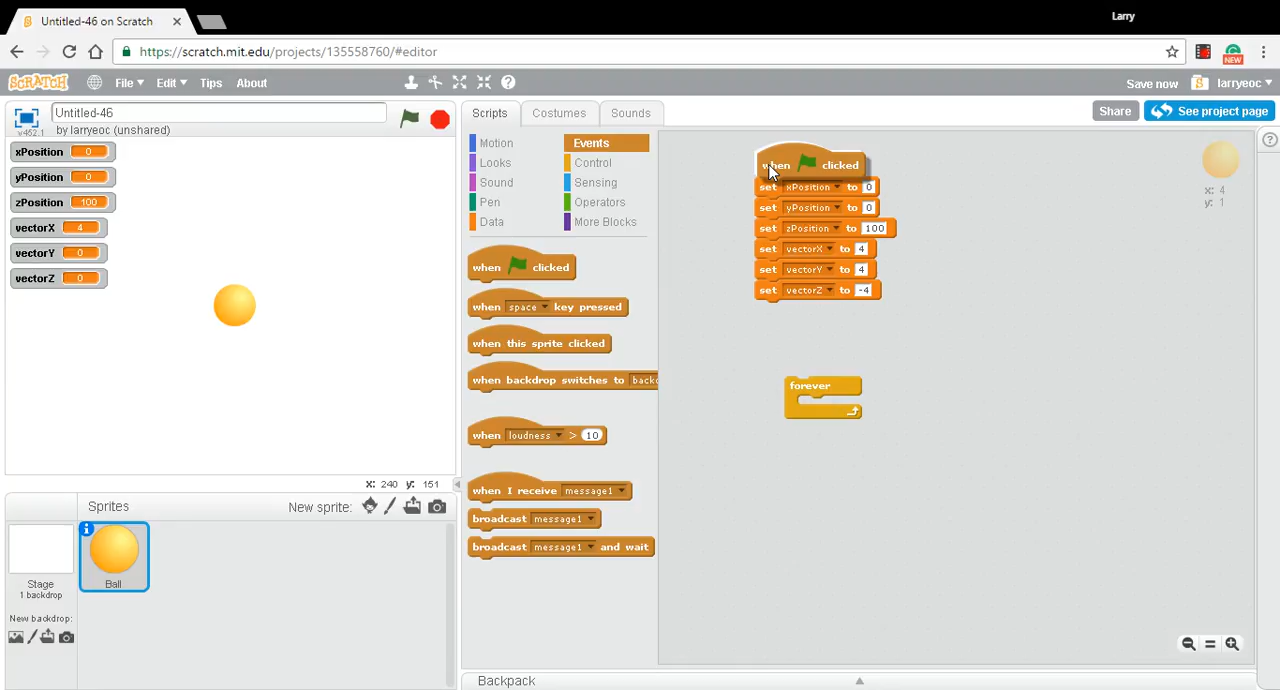 Larry
Untitled-46 on Scratch
https://scratch.mit.edu/projects/135558760/#editor
NEW
SCRATCH
File
Edit
Tips
About
Save now
larryeoc
v452.1
Untitled-46
by larryeoc (unshared)
Scripts
Costumes
Sounds
Share
See project page
xPosition 0
yPosition 0
zPosition 100
vectorX 4
vectorY 0
vectorZ 0
x: 240 y: 151
Motion
Looks
Sound
Pen
Data
Events
Control
Sensing
Operators
More Blocks
when clicked
when space key pressed
when this sprite clicked
when backdrop switches to
when loudness > 10
when I receive message1
broadcast message1
broadcast message1 and wait
when clicked
set xPosition to 0
set yPosition to 0
set zPosition to 100
set vectorX to 4
set vectorY to 4
set vectorZ to -4
forever
x: 4
y: 1
Sprites
New sprite:
Stage
1 backdrop
New backdrop:
Ball
Backpack